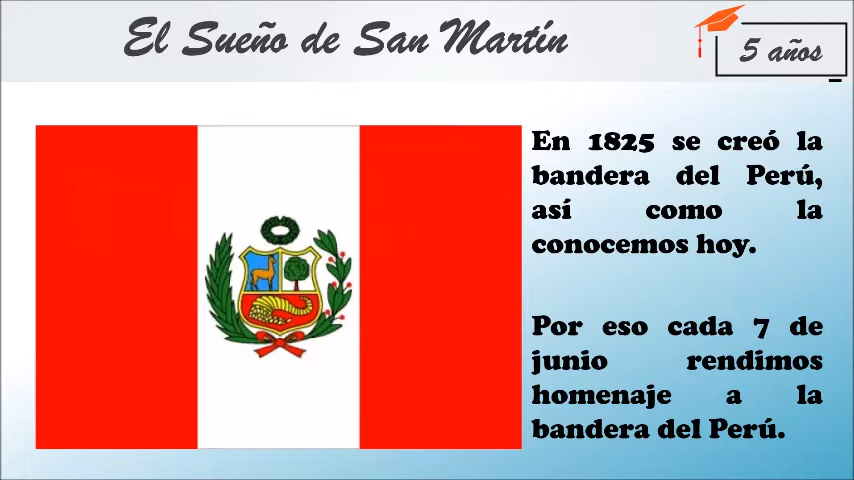 El Sueño de San Martín
5 años
En 1825 se creó la
bandera del Perú,
así como la
conocemos hoy.
Por eso cada 7 de
junio rendimos
homenaje a la
bandera del Perú.